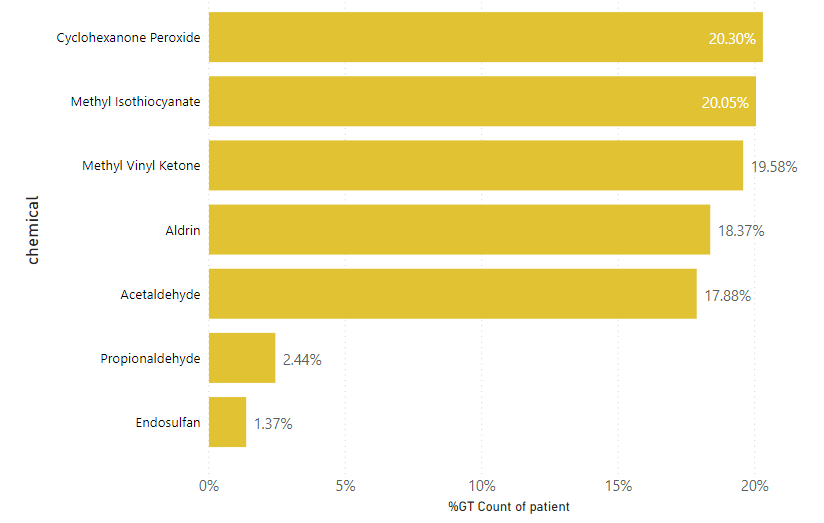 Cyclohexanone Peroxide 20.30%
Methyl Isothiocyanate 20.05%
Methyl Vinyl Ketone 19.58%
chemical
Aldrin 18.37%
Acetaldehyde 17.88%
Propionaldehyde 2.44%
Endosulfan 1.37%
0% 5% 10% 15% 20%
%GT Count of patient